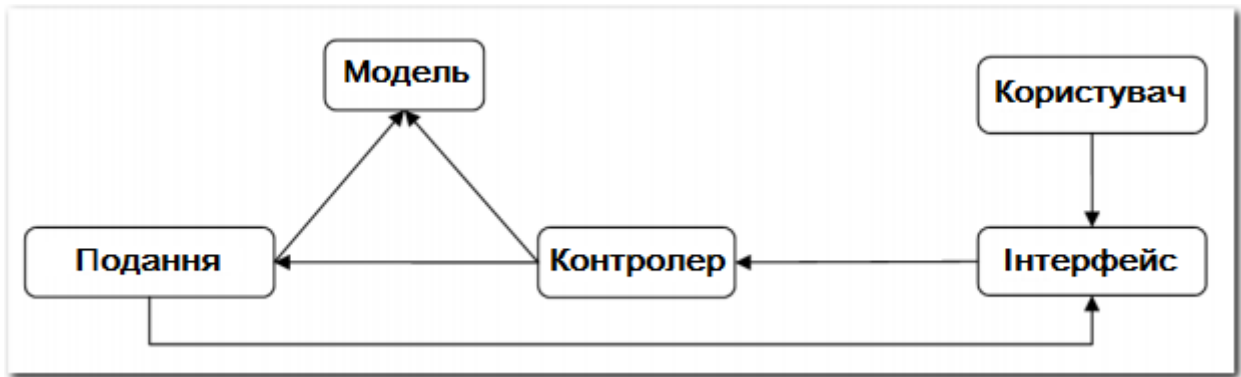 Модель
Користувач
Подання
Контролер
Інтерфейс